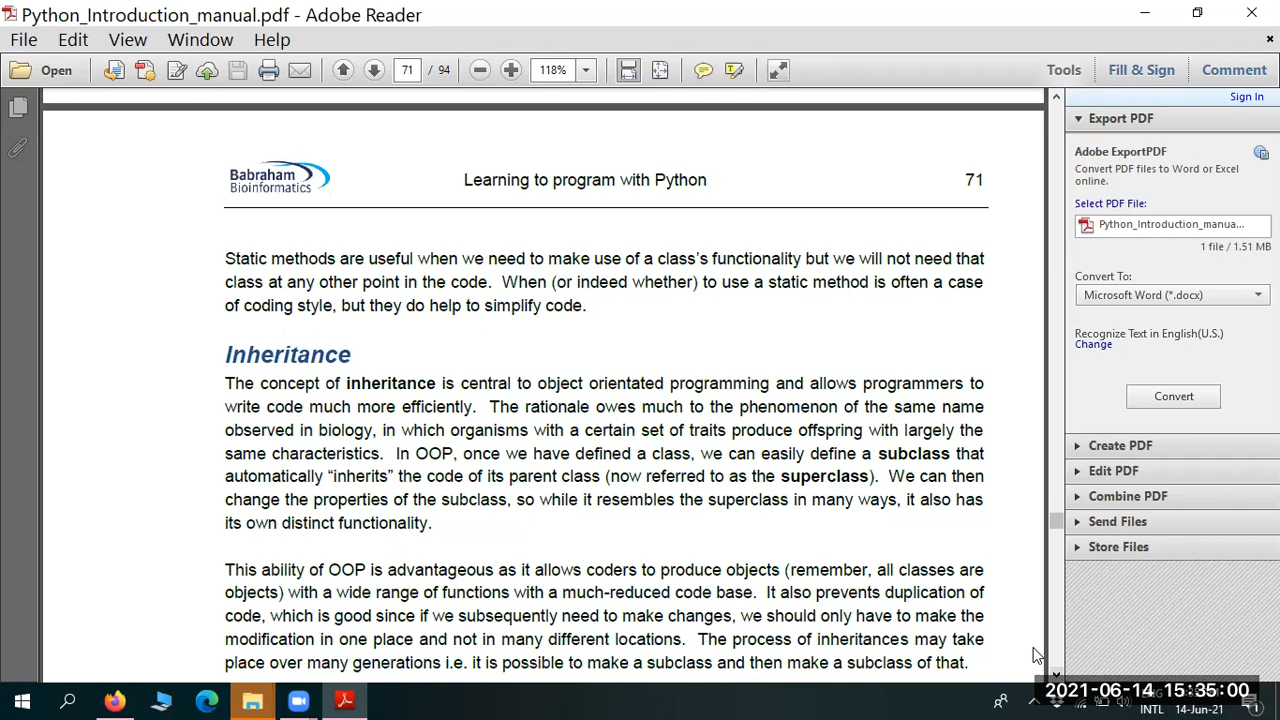 Python_Introduction_manual.pdf - Adobe Reader
File Edit View Window Help
Open 71 / 94 118% Tools Fill & Sign Comment
Sign In
Export PDF
Adobe ExportPDF
Convert PDF files to Word or Excel
online.
Select PDF File:
Python_Introduction_manua...
1 file / 1.51 MB
Convert To:
Microsoft Word (*.docx)
Recognize Text in English(U.S.)
Change
Convert
Create PDF
Edit PDF
Combine PDF
Send Files
Store Files
Babraham
Bioinformatics
Learning to program with Python 71
Static methods are useful when we need to make use of a class's functionality but we will not need that
class at any other point in the code. When (or indeed whether) to use a static method is often a case
of coding style, but they do help to simplify code.
Inheritance
The concept of inheritance is central to object orientated programming and allows programmers to
write code much more efficiently. The rationale owes much to the phenomenon of the same name
observed in biology, in which organisms with a certain set of traits produce offspring with largely the
same characteristics. In OOP, once we have defined a class, we can easily define a subclass that
automatically “inherits” the code of its parent class (now referred to as the superclass). We can then
change the properties of the subclass, so while it resembles the superclass in many ways, it also has
its own distinct functionality.
This ability of OOP is advantageous as it allows coders to produce objects (remember, all classes are
objects) with a wide range of functions with a much-reduced code base. It also prevents duplication of
code, which is good since if we subsequently need to make changes, we should only have to make the
modification in one place and not in many different locations. The process of inheritances may take
place over many generations i.e. it is possible to make a subclass and then make a subclass of that.
2021-06-14 15:35:00
INTL 14-Jun-21